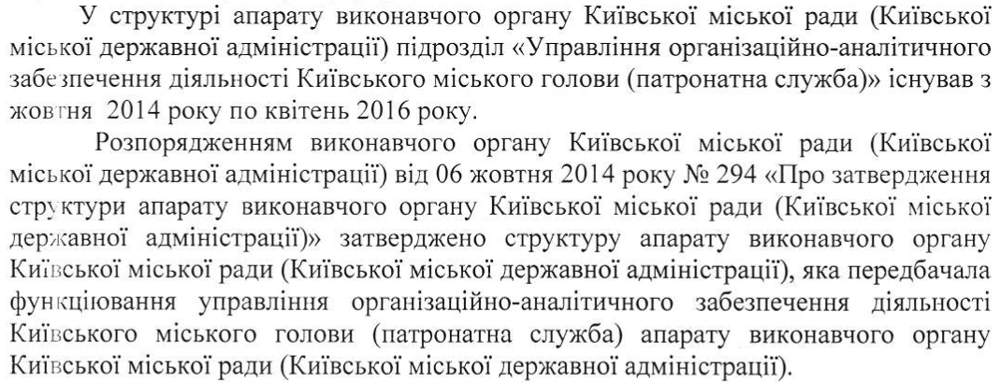 У структурі апарату виконавчого органу Київської міської ради (Київської
міської державної адміністрації) підрозділ «Управління організаційно-аналітичного
забезпечення діяльності Київського міського голови (патронатна служба)» існував з
жовтня 2014 року по квітень 2016 року.
Розпорядженням виконавчого органу Київської міської ради (Київської
міської державної адміністрації) від 06 жовтня 2014 року № 294 «Про затвердження
структури апарату виконавчого органу Київської міської ради (Київської міської
державної адміністрації)» затверджено структуру апарату виконавчого органу
Київської міської ради (Київської міської державної адміністрації), яка передбачала
функціювання управління організаційно-аналітичного забезпечення діяльності
Київського міського голови (патронатна служба) апарату виконавчого органу
Київської міської ради (Київської міської державної адміністрації).